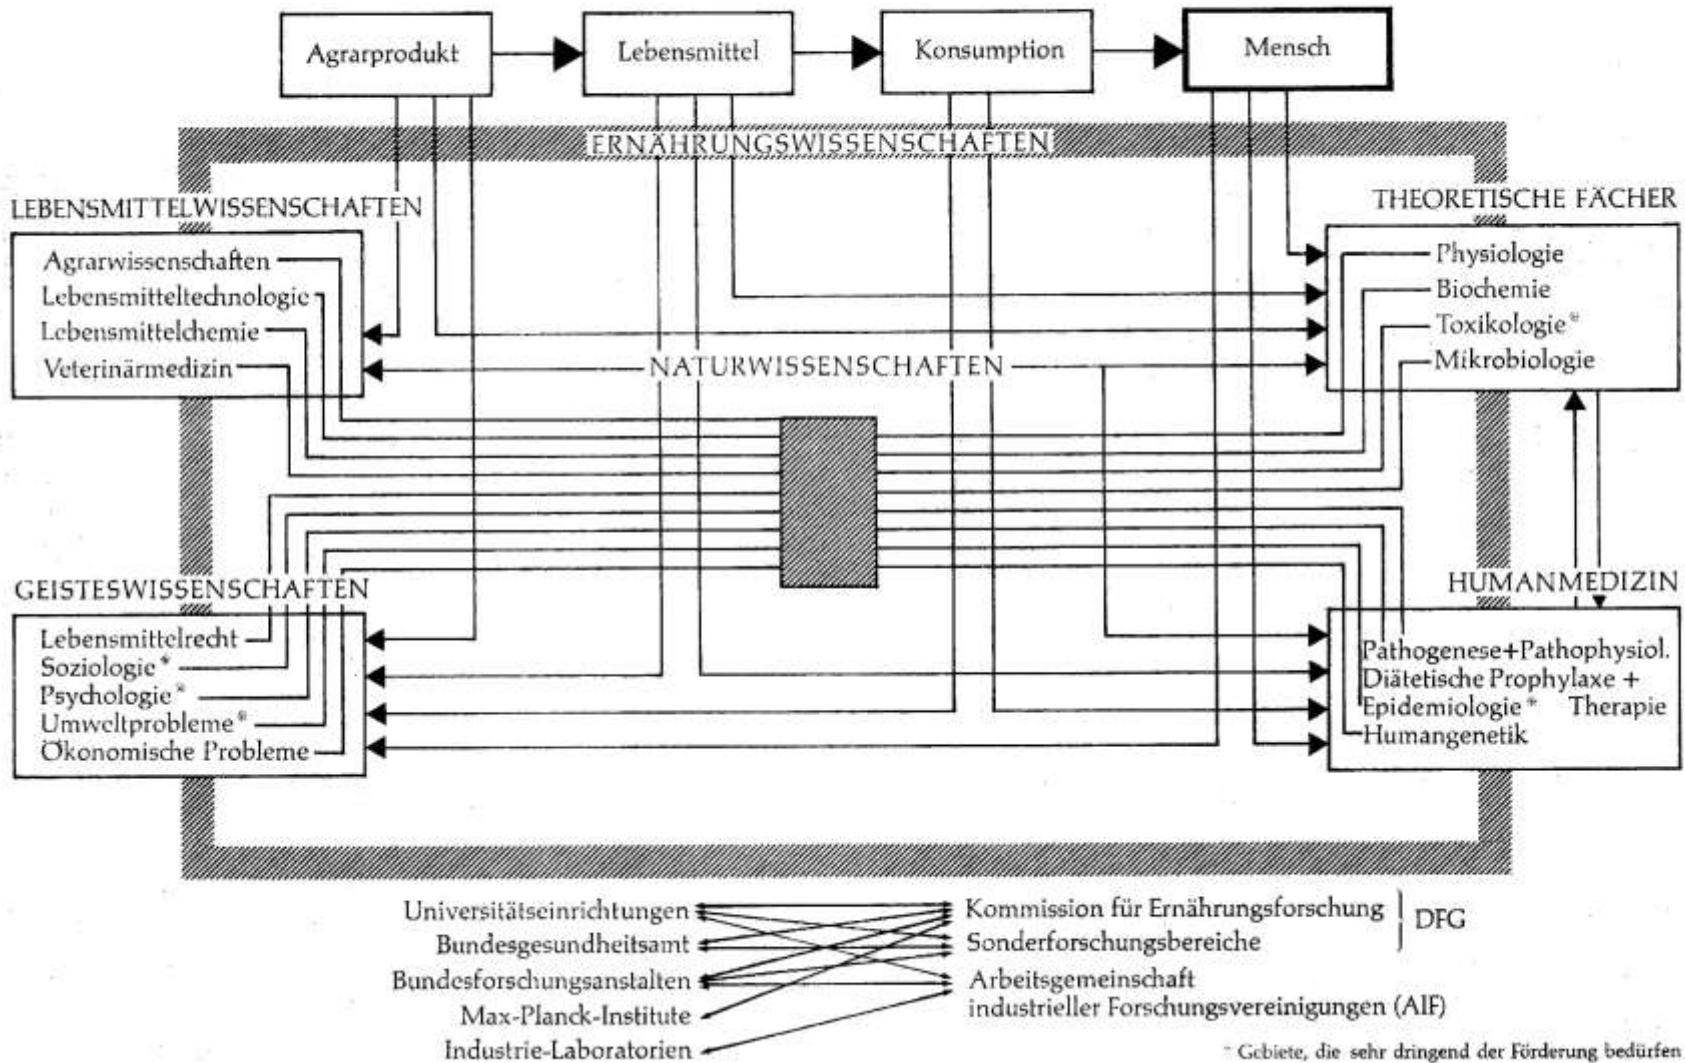 Agrarprodukt
Lebensmittel
Konsumption
Mensch
ERNÄHRUNGSWISSENSCHAFTEN
LEBENSMITTELWISSENSCHAFTEN
Agrarwissenschaften
Lebensmitteltechnologie
Lebensmittelchemie
Veterinärmedizin
THEORETISCHE FÄCHER
Physiologie
Biochemie
Toxikologie*
Mikrobiologie
NATURWISSENSCHAFTEN
GEISTESWISSENSCHAFTEN
Lebensmittelrecht
Soziologie*
Psychologie*
Umweltprobleme*
Ökonomische Probleme
HUMANMEDIZIN
Pathogenese+Pathophysiol.
Diätetische Prophylaxe +
Epidemiologie* Therapie
Humangenetik
Universitätseinrichtungen
Bundesgesundheitsamt
Bundesforschungsanstalten
Max-Planck-Institute
Industrie-Laboratorien
Kommission für Ernährungsforschung
Sonderforschungsbereiche
DFG
Arbeitsgemeinschaft
industrieller Forschungsvereinigungen (AIF)
* Gebiete, die sehr dringend der Förderung bedürfen